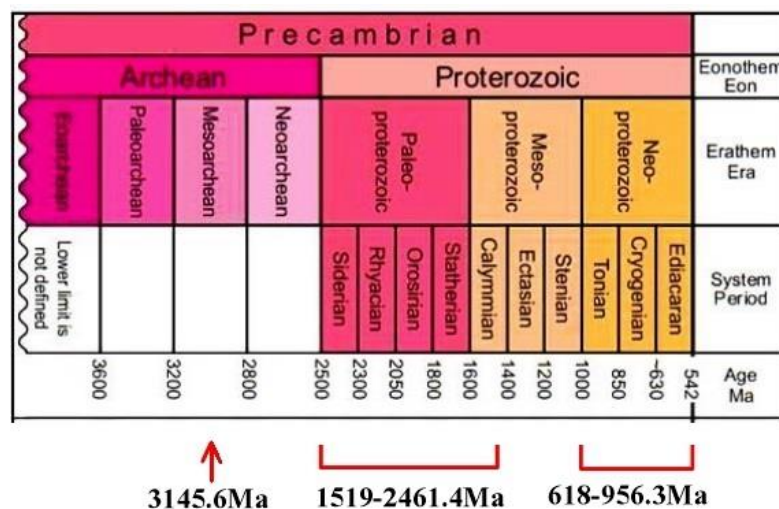 Precambrian
Archean Proterozoic Eonothem
Eon
Eoarchean Paleoarchean Mesoarchean Neoarchean Paleo-
proterozoic Meso-
proterozoic Neo-
proterozoic Erathem
Era
Lower limit is
not defined Siderian Rhyacian Orosirian Statherian Calymmian Ectasian Stenian Tonian Cryogenian Ediacaran System
Period
3600 3200 2800 2500 2300 2050 1800 1600 1400 1200 1000 850 ~630 542 Age
Ma
3145.6Ma 1519-2461.4Ma 618-956.3Ma